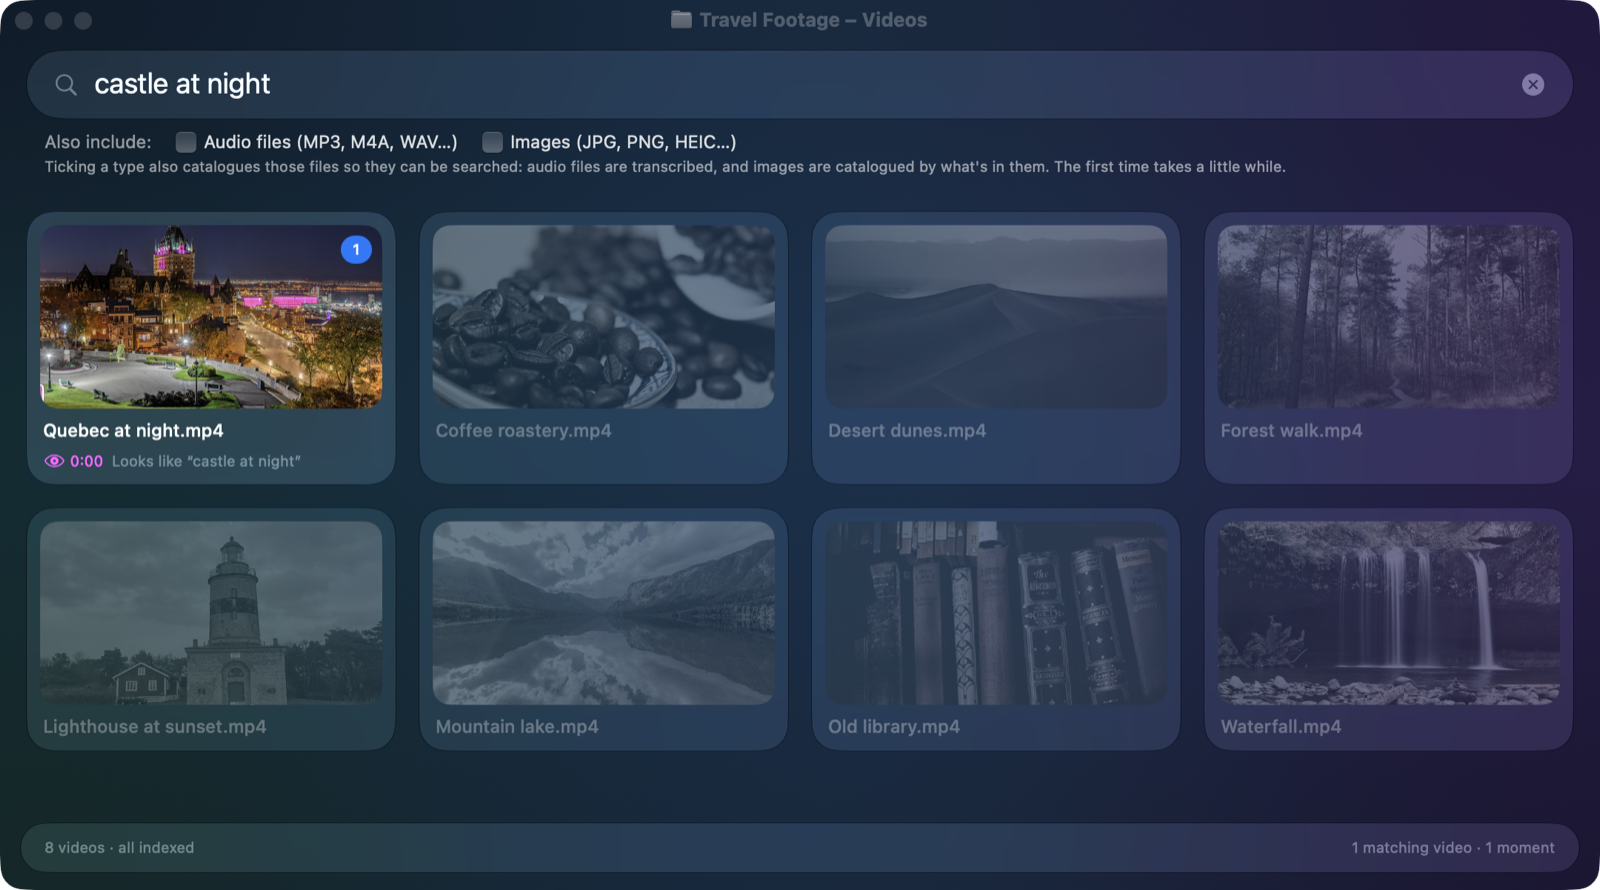 Travel Footage – Videos
castle at night
Also include: Audio files (MP3, M4A, WAV...) Images (JPG, PNG, HEIC...)
Ticking a type also catalogues those files so they can be searched: audio files are transcribed, and images are catalogued by what's in them. The first time takes a little while.
1
Quebec at night.mp4
0:00 Looks like “castle at night”
Coffee roastery.mp4
Desert dunes.mp4
Forest walk.mp4
Lighthouse at sunset.mp4
Mountain lake.mp4
Old library.mp4
Waterfall.mp4
8 videos · all indexed
1 matching video · 1 moment